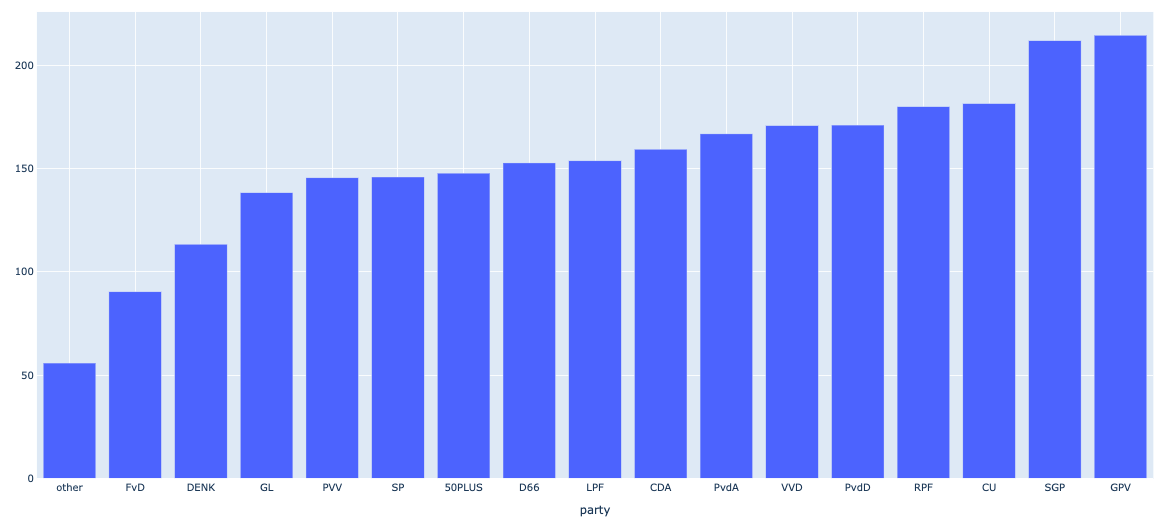 200
150
100
50
0
other FvD DENK GL PVV SP 50PLUS D66 LPF CDA PvdA VVD PvdD RPF CU SGP GPV
party